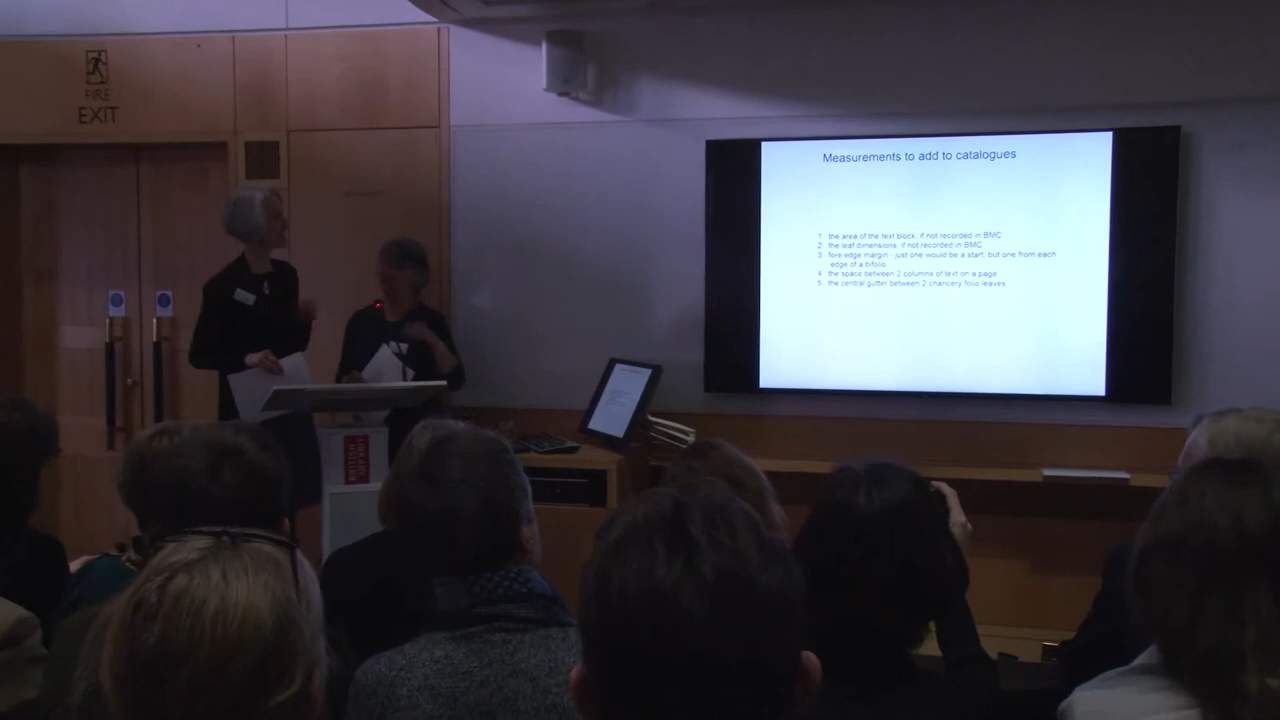 FIRE
EXIT
Measurements to add to catalogues
1. the area of the text block, if not recorded in BMC
2. the leaf dimensions, if not recorded in BMC
3. fore edge margin - just one would be a start, but one from each
edge of a bifolio
4. the space between 2 columns of text on a page
5. the central gutter between 2 chancery folio leaves
BRITISH
LIBRARY